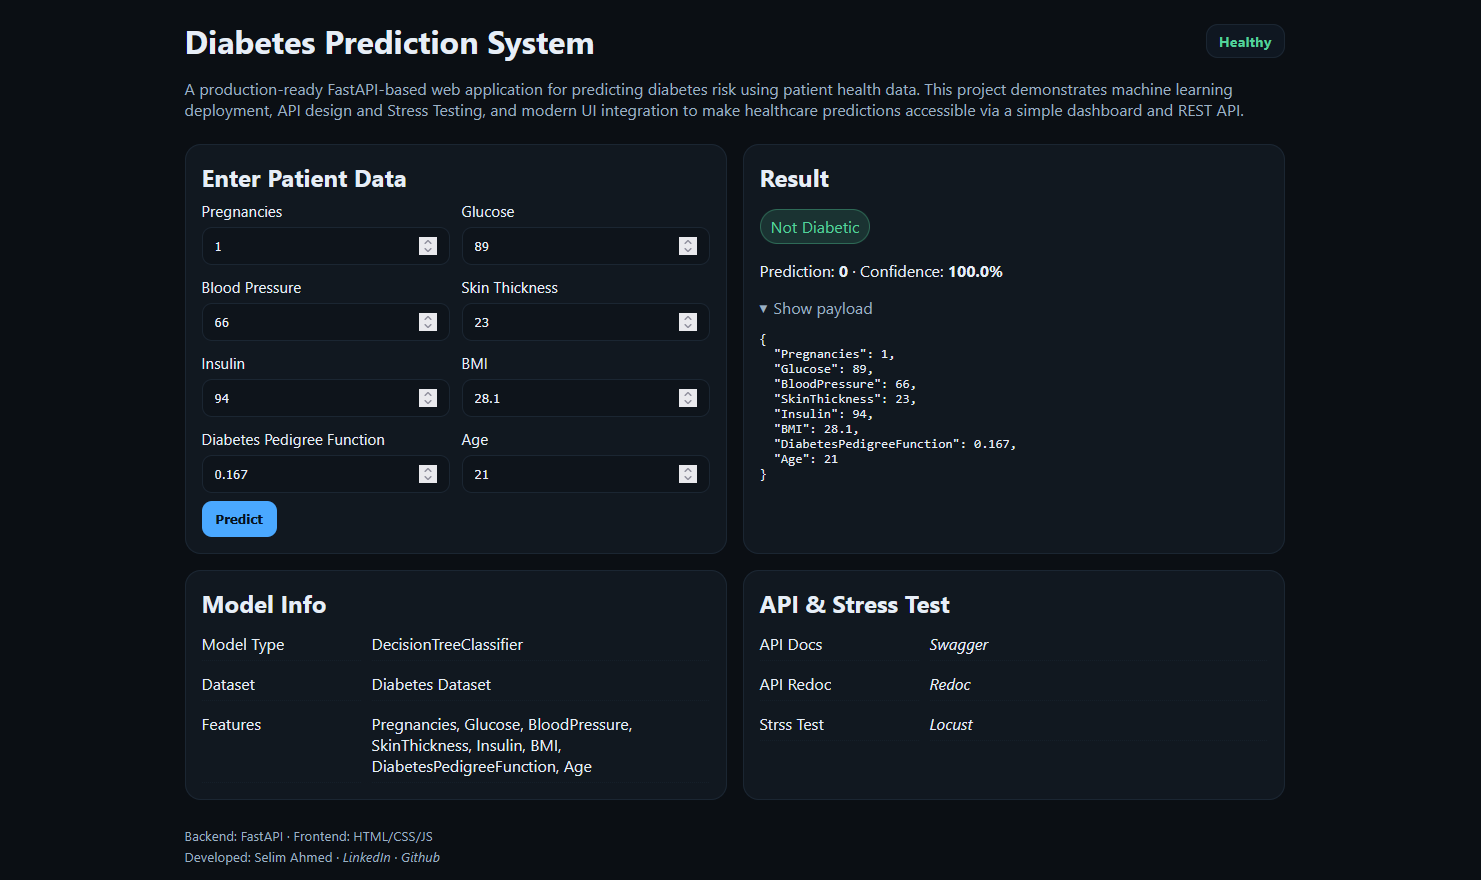 Diabetes Prediction System
Healthy
A production-ready FastAPI-based web application for predicting diabetes risk using patient health data. This project demonstrates machine learning
deployment, API design and Stress Testing, and modern UI integration to make healthcare predictions accessible via a simple dashboard and REST API.
Enter Patient Data
Pregnancies
1
Glucose
89
Blood Pressure
66
Skin Thickness
23
Insulin
94
BMI
28.1
Diabetes Pedigree Function
0.167
Age
21
Predict
Result
Not Diabetic
Prediction: 0 · Confidence: 100.0%
▼ Show payload
{
"Pregnancies": 1,
"Glucose": 89,
"BloodPressure": 66,
"SkinThickness": 23,
"Insulin": 94,
"BMI": 28.1,
"DiabetesPedigreeFunction": 0.167,
"Age": 21
}
Model Info
Model Type DecisionTreeClassifier
Dataset Diabetes Dataset
Features Pregnancies, Glucose, BloodPressure,
SkinThickness, Insulin, BMI,
DiabetesPedigreeFunction, Age
API & Stress Test
API Docs Swagger
API Redoc Redoc
Strss Test Locust
Backend: FastAPI · Frontend: HTML/CSS/JS
Developed: Selim Ahmed · LinkedIn · Github